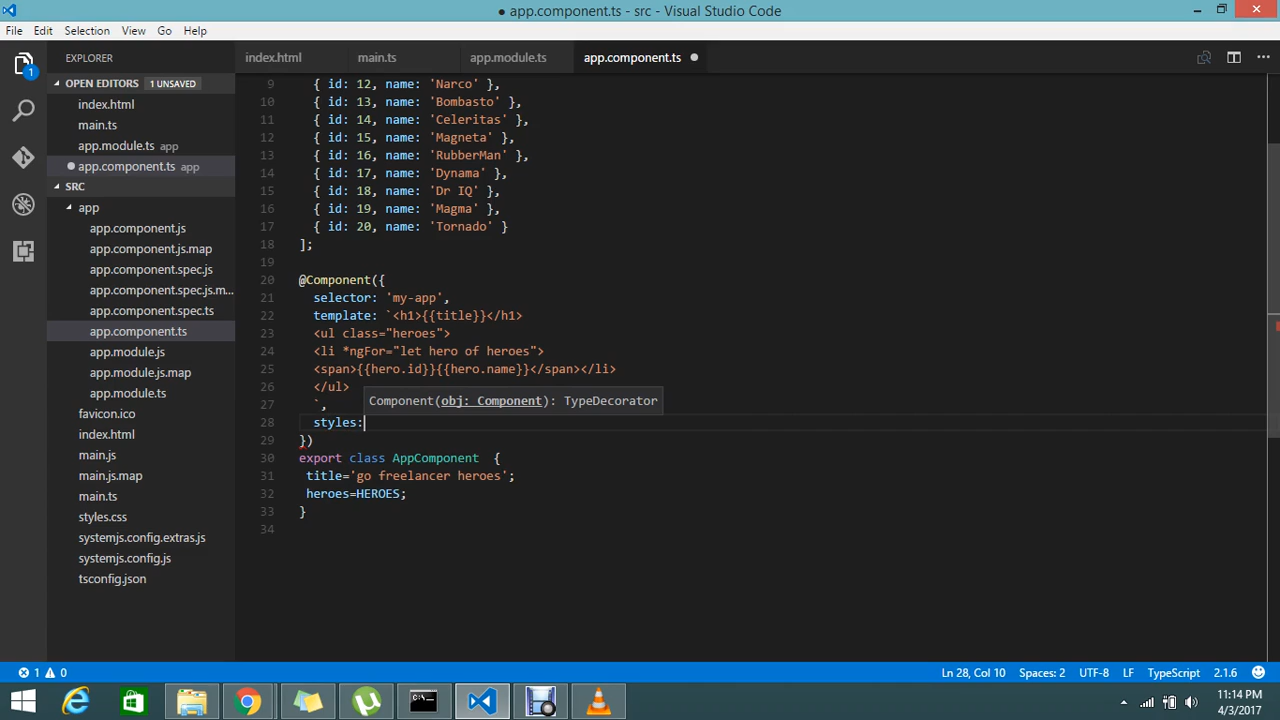 ● app.component.ts - src - Visual Studio Code
File Edit Selection View Go Help
EXPLORER
OPEN EDITORS 1 UNSAVED
index.html
main.ts
app.module.ts app
app.component.ts app
SRC
app
app.component.js
app.component.js.map
app.component.spec.js
app.component.spec.js.m...
app.component.spec.ts
app.component.ts
app.module.js
app.module.js.map
app.module.ts
favicon.ico
index.html
main.js
main.js.map
main.ts
styles.css
systemjs.config.extras.js
systemjs.config.js
tsconfig.json
1
index.html main.ts app.module.ts app.component.ts ●
9 { id: 12, name: 'Narco' },
10 { id: 13, name: 'Bombasto' },
11 { id: 14, name: 'Celeritas' },
12 { id: 15, name: 'Magneta' },
13 { id: 16, name: 'RubberMan' },
14 { id: 17, name: 'Dynama' },
15 { id: 18, name: 'Dr IQ' },
16 { id: 19, name: 'Magma' },
17 { id: 20, name: 'Tornado' }
18 ];
19
20 @Component({
21 selector: 'my-app',
22 template: `<h1>{{title}}</h1>
23 <ul class="heroes">
24 <li *ngFor="let hero of heroes">
25 <span>{{hero.id}}{{hero.name}}</span></li>
26 </ul>
Component(obj: Component): TypeDecorator
27 `,
28 styles:
29 })
30 export class AppComponent {
31 title='go freelancer heroes';
32 heroes=HEROES;
33 }
34
1 0 Ln 28, Col 10 Spaces: 2 UTF-8 LF TypeScript 2.1.6
11:14 PM
4/3/2017